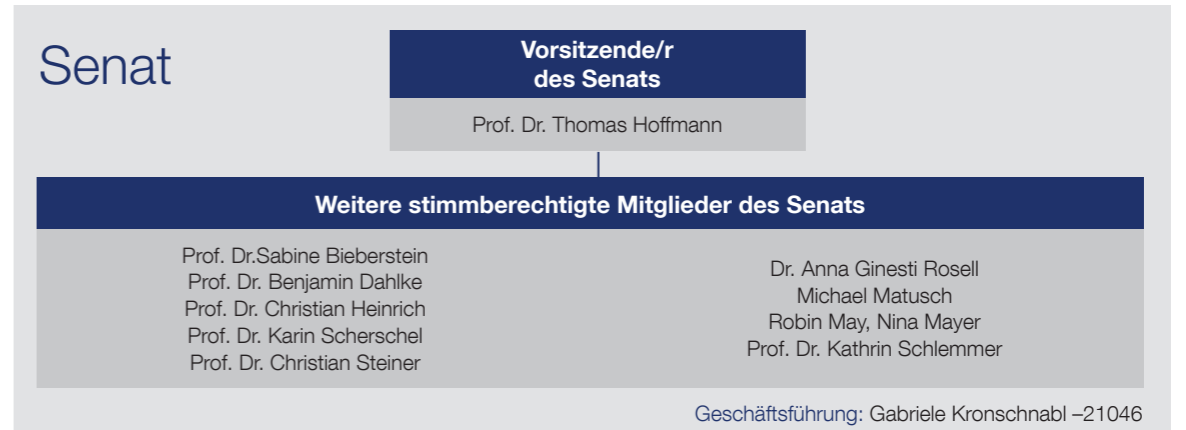 Senat
Vorsitzende/r
des Senats
Prof. Dr. Thomas Hoffmann
Weitere stimmberechtigte Mitglieder des Senats
Prof. Dr.Sabine Bieberstein
Prof. Dr. Benjamin Dahlke
Prof. Dr. Christian Heinrich
Prof. Dr. Karin Scherschel
Prof. Dr. Christian Steiner
Dr. Anna Ginesti Rosell
Michael Matusch
Robin May, Nina Mayer
Prof. Dr. Kathrin Schlemmer
Geschäftsführung: Gabriele Kronschnabl –21046